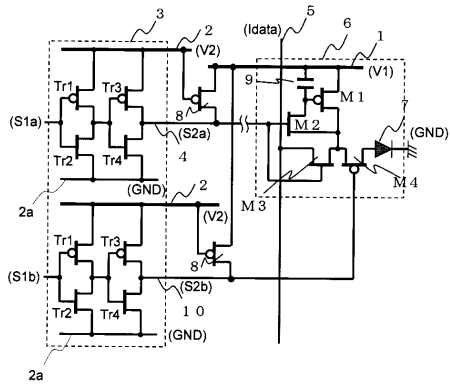 3
2
(V2)
(Idata)
5
6
1
(V1)
Tr1
Tr3
8
9
M1
7
(S1a)
(S2a)
M2
(GND)
Tr2
Tr4
4
(GND)
2a
M3
M4
2
(V2)
Tr1
Tr3
8
(S1b)
(S2b)
Tr2
Tr4
10
(GND)
2a